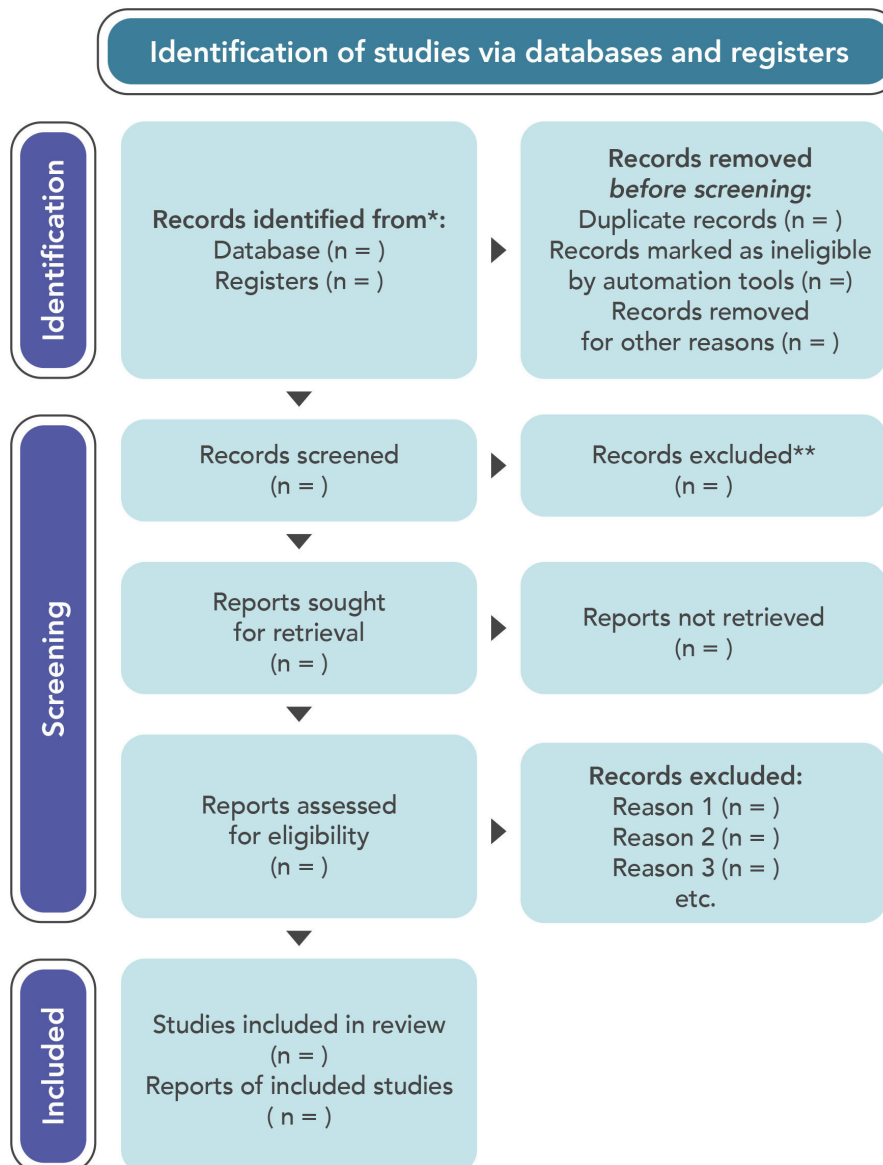 Identification of studies via databases and registers
Identification
Records identified from*:
Database (n = )
Registers (n = )
Records removed
before screening:
Duplicate records (n = )
Records marked as ineligible
by automation tools (n =)
Records removed
for other reasons (n = )
Screening
Records screened
(n = )
Records excluded**
(n = )
Reports sought
for retrieval
(n = )
Reports not retrieved
(n = )
Reports assessed
for eligibility
(n = )
Records excluded:
Reason 1 (n = )
Reason 2 (n = )
Reason 3 (n = )
etc.
Included
Studies included in review
(n = )
Reports of included studies
( n = )